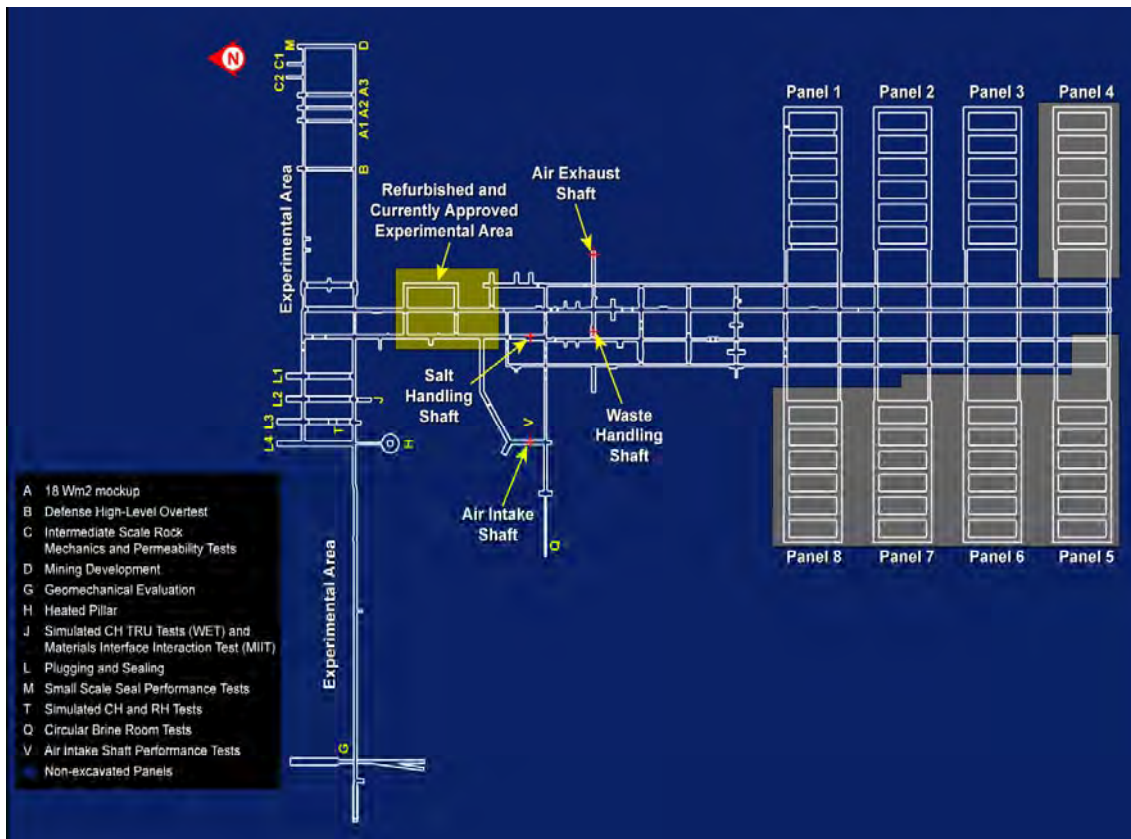 N
M
C1
C2
D
A3
A2
A1
B
Experimental Area
Refurbished and
Currently Approved
Experimental Area
Air Exhaust
Shaft
Panel 1
Panel 2
Panel 3
Panel 4
L1
L2
L3
L4
J
T
H
Salt
Handling
Shaft
V
Waste
Handling
Shaft
Air Intake
Shaft
Q
Panel 8
Panel 7
Panel 6
Panel 5
Experimental Area
G
A 18 Wm2 mockup
B Defense High-Level Overtest
C Intermediate Scale Rock
Mechanics and Permeability Tests
D Mining Development
G Geomechanical Evaluation
H Heated Pillar
J Simulated CH TRU Tests (WET) and
Materials Interface Interaction Test (MIIT)
L Plugging and Sealing
M Small Scale Seal Performance Tests
T Simulated CH and RH Tests
Q Circular Brine Room Tests
V Air Intake Shaft Performance Tests
Non-excavated Panels